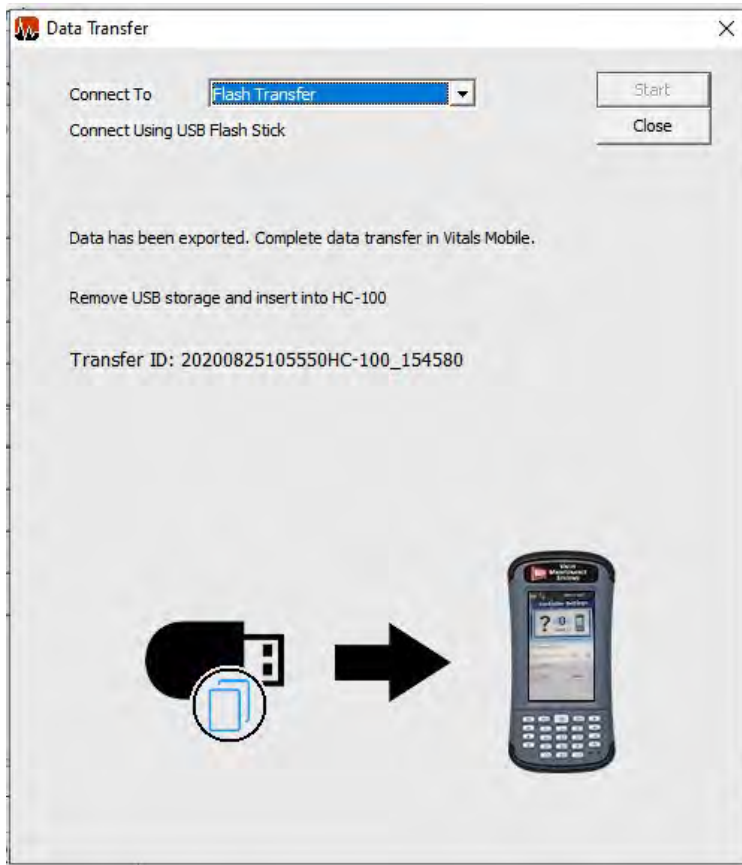 Data Transfer
Connect To
Flash Transfer
Start
Connect Using USB Flash Stick
Close
Data has been exported. Complete data transfer in Vitals Mobile.
Remove USB storage and insert into HC-100
Transfer ID: 20200825105550HC-100_154580
?